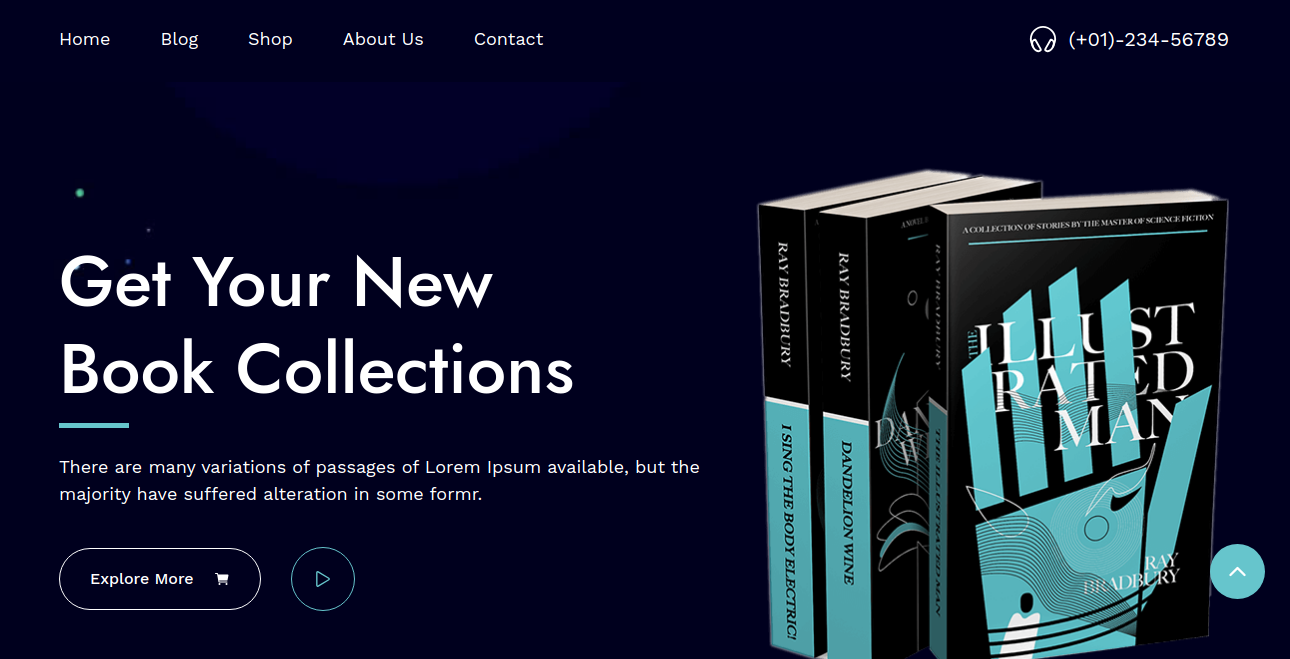 Home Blog Shop About Us Contact
(+01)-234-56789
Get Your New
Book Collections
There are many variations of passages of Lorem Ipsum available, but the
majority have suffered alteration in some formr.
Explore More
RAY BRADBURY
I SING THE BODY ELECTRIC!
RAY BRADBURY
DANDELION WINE
RAY BRADBURY
THE ILLUSTRATED MAN
A COLLECTION OF STORIES BY THE MASTER OF SCIENCE FICTION
THE
ILLUST
RATED
MAN
RAY
BRADBURY